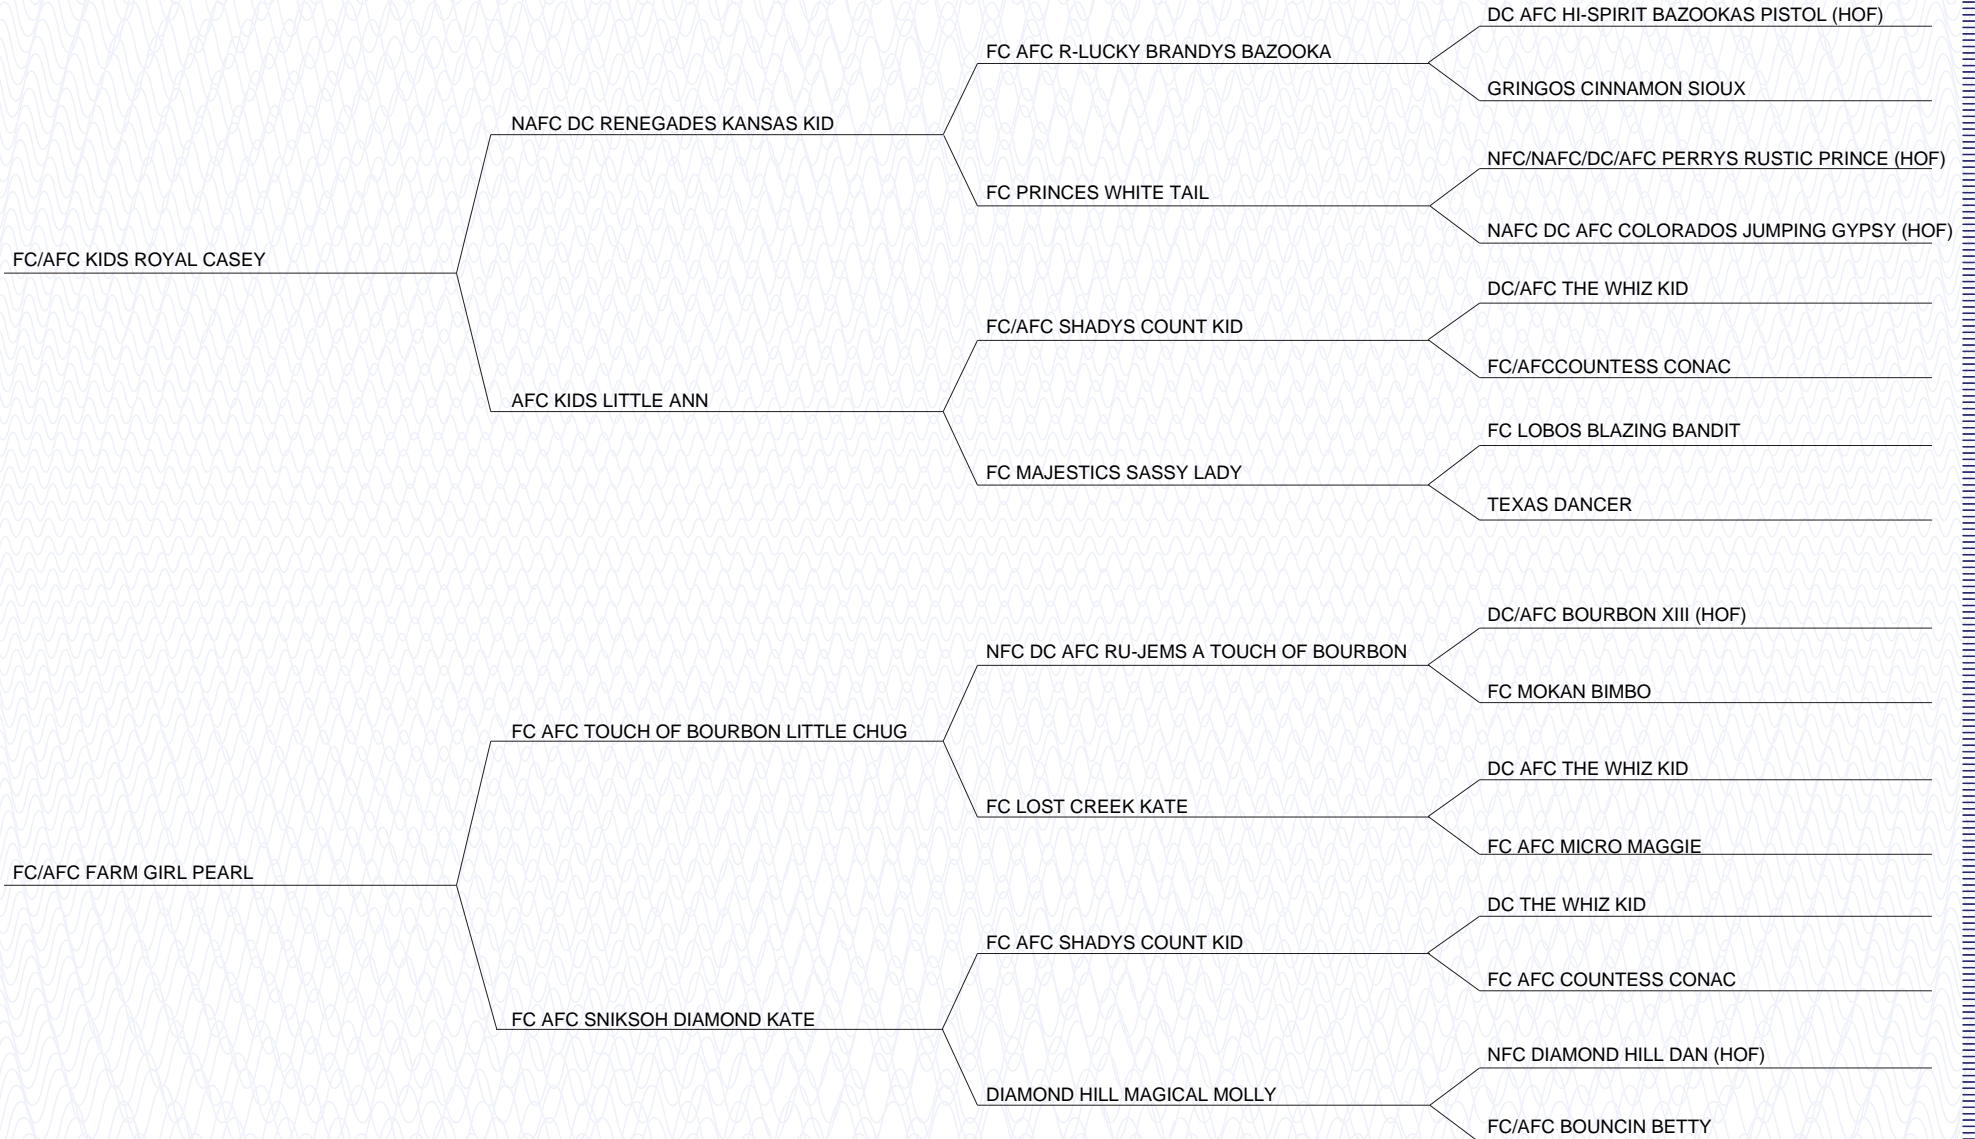 DC AFC HI-SPIRIT BAZOOKAS PISTOL (HOF)
FC AFC R-LUCKY BRANDYS BAZOOKA
GRINGOS CINNAMON SIOUX
NAFC DC RENEGADES KANSAS KID
NFC/NAFC/DC/AFC PERRYS RUSTIC PRINCE (HOF)
FC PRINCES WHITE TAIL
NAFC DC AFC COLORADOS JUMPING GYPSY (HOF)
FC/AFC KIDS ROYAL CASEY
DC/AFC THE WHIZ KID
FC/AFC SHADYS COUNT KID
FC/AFCCOUNTESS CONAC
AFC KIDS LITTLE ANN
FC LOBOS BLAZING BANDIT
FC MAJESTICS SASSY LADY
TEXAS DANCER
DC/AFC BOURBON XIII (HOF)
NFC DC AFC RU-JEMS A TOUCH OF BOURBON
FC MOKAN BIMBO
FC AFC TOUCH OF BOURBON LITTLE CHUG
DC AFC THE WHIZ KID
FC LOST CREEK KATE
FC AFC MICRO MAGGIE
FC/AFC FARM GIRL PEARL
DC THE WHIZ KID
FC AFC SHADYS COUNT KID
FC AFC COUNTESS CONAC
FC AFC SNIKSOH DIAMOND KATE
NFC DIAMOND HILL DAN (HOF)
DIAMOND HILL MAGICAL MOLLY
FC/AFC BOUNCIN BETTY